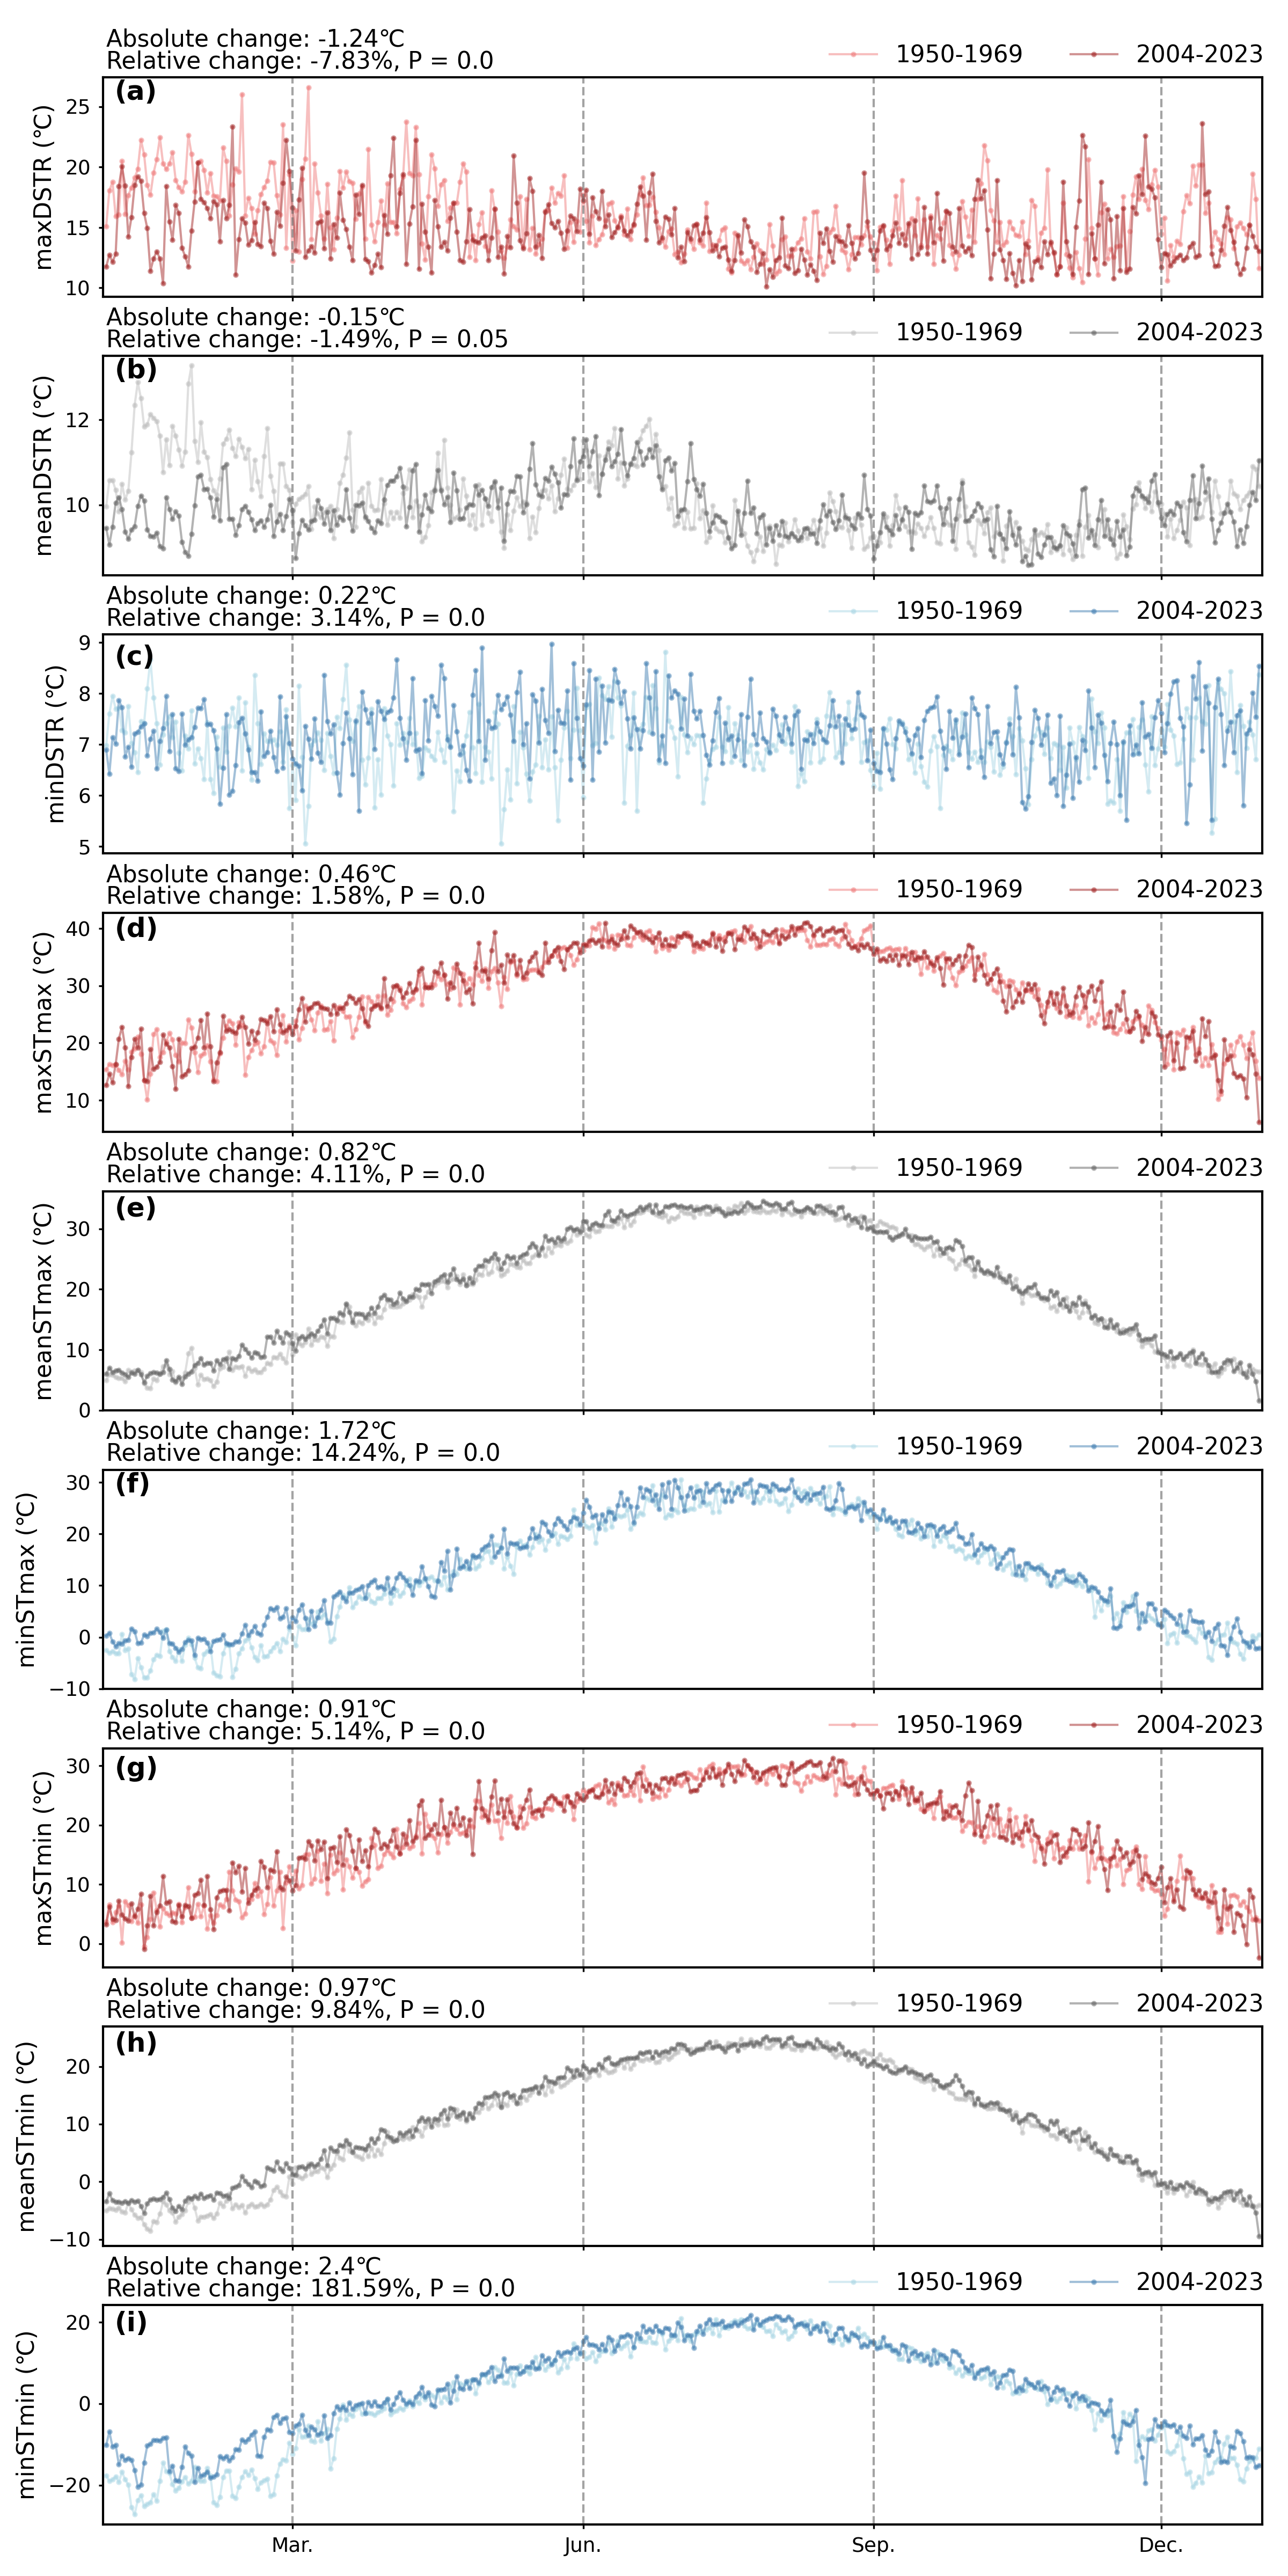 Absolute change: -1.24℃
Relative change: -7.83%, P = 0.0
1950-1969 2004-2023
(a)
maxDSTR (℃)
25
20
15
10
Absolute change: -0.15℃
Relative change: -1.49%, P = 0.05
1950-1969 2004-2023
(b)
meanDSTR (℃)
12
10
Absolute change: 0.22℃
Relative change: 3.14%, P = 0.0
1950-1969 2004-2023
(c)
minDSTR (℃)
9
8
7
6
5
Absolute change: 0.46℃
Relative change: 1.58%, P = 0.0
1950-1969 2004-2023
(d)
maxSTmax (℃)
40
30
20
10
Absolute change: 0.82℃
Relative change: 4.11%, P = 0.0
1950-1969 2004-2023
(e)
meanSTmax (℃)
30
20
10
0
Absolute change: 1.72℃
Relative change: 14.24%, P = 0.0
1950-1969 2004-2023
(f)
minSTmax (℃)
30
20
10
0
−10
Absolute change: 0.91℃
Relative change: 5.14%, P = 0.0
1950-1969 2004-2023
(g)
maxSTmin (℃)
30
20
10
0
Absolute change: 0.97℃
Relative change: 9.84%, P = 0.0
1950-1969 2004-2023
(h)
meanSTmin (℃)
20
10
0
−10
Absolute change: 2.4℃
Relative change: 181.59%, P = 0.0
1950-1969 2004-2023
(i)
minSTmin (℃)
20
0
−20
Mar. Jun. Sep. Dec.